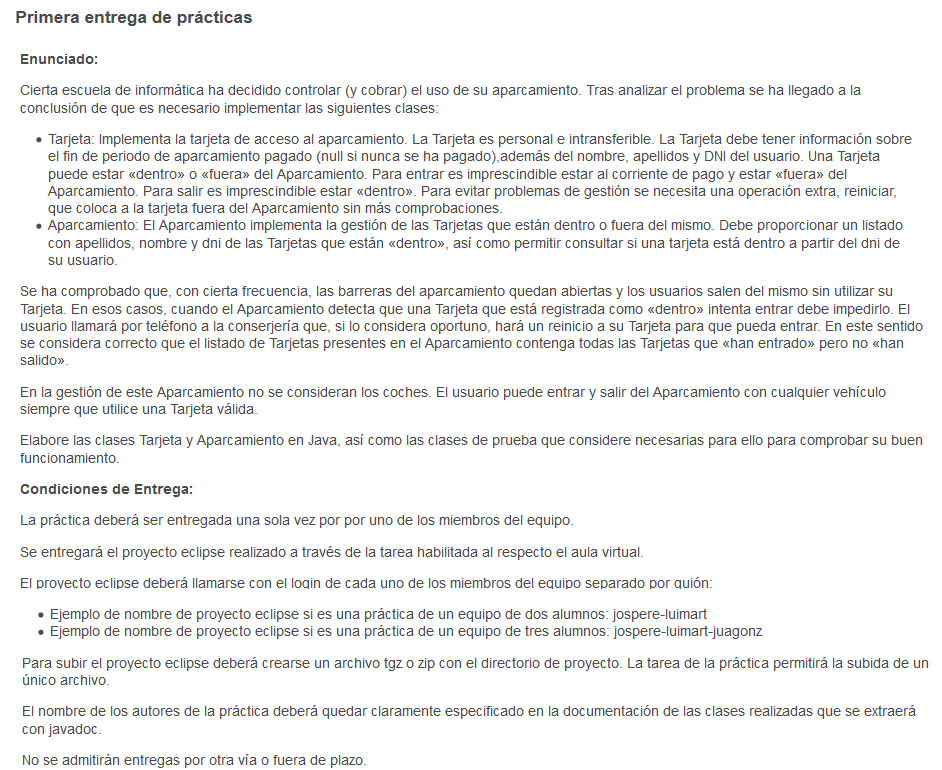 Primera entrega de prácticas
Enunciado:
Cierta escuela de informática ha decidido controlar (y cobrar) el uso de su aparcamiento. Tras analizar el problema se ha llegado a la
conclusión de que es necesario implementar las siguientes clases:
• Tarjeta: Implementa la tarjeta de acceso al aparcamiento. La Tarjeta es personal e intransferible. La Tarjeta debe tener información sobre
el fin de periodo de aparcamiento pagado (null si nunca se ha pagado),además del nombre, apellidos y DNI del usuario. Una Tarjeta
puede estar «dentro» o «fuera» del Aparcamiento. Para entrar es imprescindible estar al corriente de pago y estar «fuera» del
Aparcamiento. Para salir es imprescindible estar «dentro». Para evitar problemas de gestión se necesita una operación extra, reiniciar,
que coloca a la tarjeta fuera del Aparcamiento sin más comprobaciones.
• Aparcamiento: El Aparcamiento implementa la gestión de las Tarjetas que están dentro o fuera del mismo. Debe proporcionar un listado
con apellidos, nombre y dni de las Tarjetas que están «dentro», así como permitir consultar si una tarjeta está dentro a partir del dni de
su usuario.
Se ha comprobado que, con cierta frecuencia, las barreras del aparcamiento quedan abiertas y los usuarios salen del mismo sin utilizar su
Tarjeta. En esos casos, cuando el Aparcamiento detecta que una Tarjeta que está registrada como «dentro» intenta entrar debe impedirlo. El
usuario llamará por teléfono a la conserjería que, si lo considera oportuno, hará un reinicio a su Tarjeta para que pueda entrar. En este sentido
se considera correcto que el listado de Tarjetas presentes en el Aparcamiento contenga todas las Tarjetas que «han entrado» pero no «han
salido».
En la gestión de este Aparcamiento no se consideran los coches. El usuario puede entrar y salir del Aparcamiento con cualquier vehículo
siempre que utilice una Tarjeta válida.
Elabore las clases Tarjeta y Aparcamiento en Java, así como las clases de prueba que considere necesarias para ello para comprobar su buen
funcionamiento.
Condiciones de Entrega:
La práctica deberá ser entregada una sola vez por por uno de los miembros del equipo.
Se entregará el proyecto eclipse realizado a través de la tarea habilitada al respecto el aula virtual.
El proyecto eclipse deberá llamarse con el login de cada uno de los miembros del equipo separado por guión:
• Ejemplo de nombre de proyecto eclipse si es una práctica de un equipo de dos alumnos: jospere-luimart
• Ejemplo de nombre de proyecto eclipse si es una práctica de un equipo de tres alumnos: jospere-luimart-juagonz
Para subir el proyecto eclipse deberá crearse un archivo tgz o zip con el directorio de proyecto. La tarea de la práctica permitirá la subida de un
único archivo.
El nombre de los autores de la práctica deberá quedar claramente especificado en la documentación de las clases realizadas que se extraerá
con javadoc.
No se admitirán entregas por otra vía o fuera de plazo.